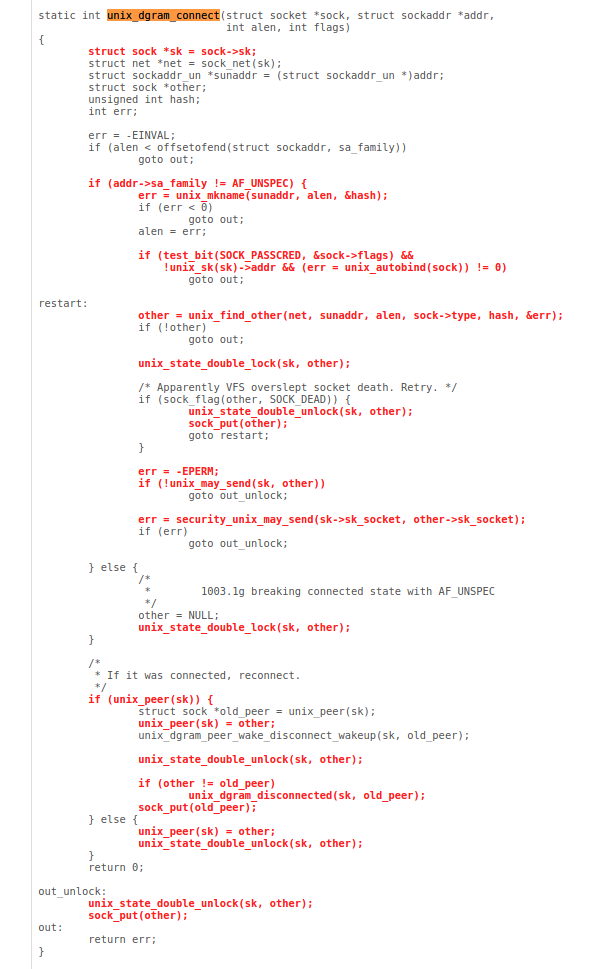 static int unix_dgram_connect(struct socket *sock, struct sockaddr *addr,
                              int alen, int flags)
{
        struct sock *sk = sock->sk;
        struct net *net = sock_net(sk);
        struct sockaddr_un *sunaddr = (struct sockaddr_un *)addr;
        struct sock *other;
        unsigned int hash;
        int err;

        err = -EINVAL;
        if (alen < offsetofend(struct sockaddr, sa_family))
                goto out;

        if (addr->sa_family != AF_UNSPEC) {
                err = unix_mkname(sunaddr, alen, &hash);
                if (err < 0)
                        goto out;
                alen = err;

                if (test_bit(SOCK_PASSCRED, &sock->flags) &&
                    !unix_sk(sk)->addr && (err = unix_autobind(sock)) != 0)
                        goto out;

restart:
                other = unix_find_other(net, sunaddr, alen, sock->type, hash, &err);
                if (!other)
                        goto out;

                unix_state_double_lock(sk, other);

                /* Apparently VFS overslept socket death. Retry. */
                if (sock_flag(other, SOCK_DEAD)) {
                        unix_state_double_unlock(sk, other);
                        sock_put(other);
                        goto restart;
                }

                err = -EPERM;
                if (!unix_may_send(sk, other))
                        goto out_unlock;

                err = security_unix_may_send(sk->sk_socket, other->sk_socket);
                if (err)
                        goto out_unlock;

        } else {
                /*
                 *        1003.1g breaking connected state with AF_UNSPEC
                 */
                other = NULL;
                unix_state_double_lock(sk, other);
        }

        /*
         * If it was connected, reconnect.
         */
        if (unix_peer(sk)) {
                struct sock *old_peer = unix_peer(sk);
                unix_peer(sk) = other;
                unix_dgram_peer_wake_disconnect_wakeup(sk, old_peer);

                unix_state_double_unlock(sk, other);

                if (other != old_peer)
                        unix_dgram_disconnected(sk, old_peer);
                sock_put(old_peer);
        } else {
                unix_peer(sk) = other;
                unix_state_double_unlock(sk, other);
        }
        return 0;

out_unlock:
        unix_state_double_unlock(sk, other);
        sock_put(other);
out:
        return err;
}